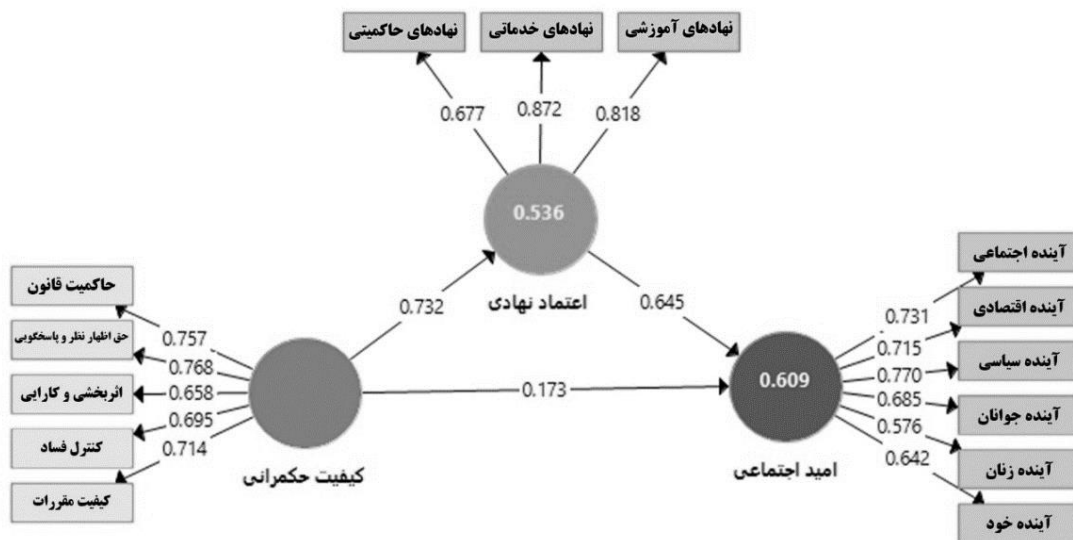 نهادهای آموزشی
نهادهای خدماتی
نهادهای حاکمیتی
0.818
0.872
0.677
0.536
اعتماد نهادی
0.732
0.645
0.173
حاکمیت قانون
0.757
حق اظهار نظر و پاسخگویی
0.768
اثربخشی و کارایی
0.658
کنترل فساد
0.695
کیفیت مقررات
0.714
کیفیت حکمرانی
0.609
امید اجتماعی
آینده اجتماعی
0.731
آینده اقتصادی
0.715
آینده سیاسی
0.770
آینده جوانان
0.685
آینده زنان
0.576
آینده خود
0.642